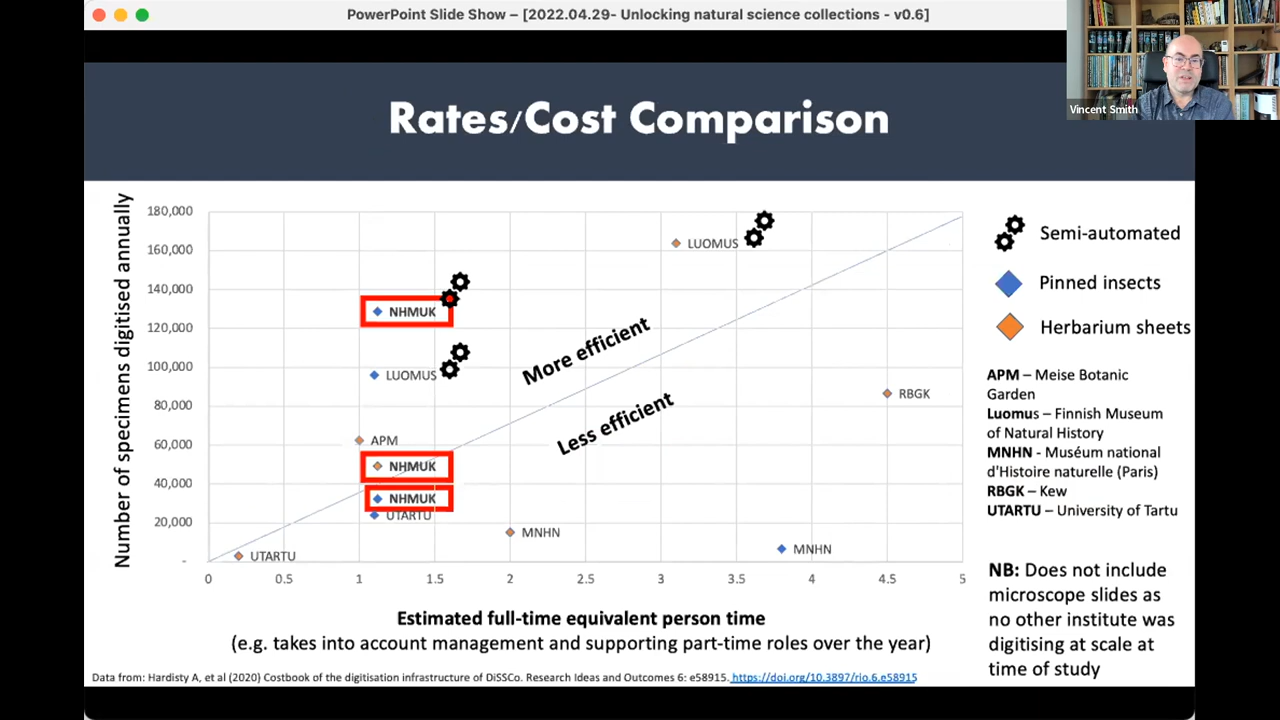 PowerPoint Slide Show – [2022.04.29- Unlocking natural science collections - v0.6]
Vincent Smith
Rates/Cost Comparison
Number of specimens digitised annually
180,000
160,000
140,000
120,000
100,000
80,000
60,000
40,000
20,000
-
LUOMUS
NHMUK
LUOMUS
APM
NHMUK
NHMUK
UTARTU
UTARTU
MNHN
MNHN
RBGK
More efficient
Less efficient
0
0.5
1
1.5
2
2.5
3
3.5
4
4.5
5
Estimated full-time equivalent person time
(e.g. takes into account management and supporting part-time roles over the year)
Semi-automated
Pinned insects
Herbarium sheets
APM – Meise Botanic
Garden
Luomus – Finnish Museum
of Natural History
MNHN - Muséum national
d'Histoire naturelle (Paris)
RBGK – Kew
UTARTU – University of Tartu
NB: Does not include
microscope slides as
no other institute was
digitising at scale at
time of study
Data from: Hardisty A, et al (2020) Costbook of the digitisation infrastructure of DiSSCo. Research Ideas and Outcomes 6: e58915. https://doi.org/10.3897/rio.6.e58915